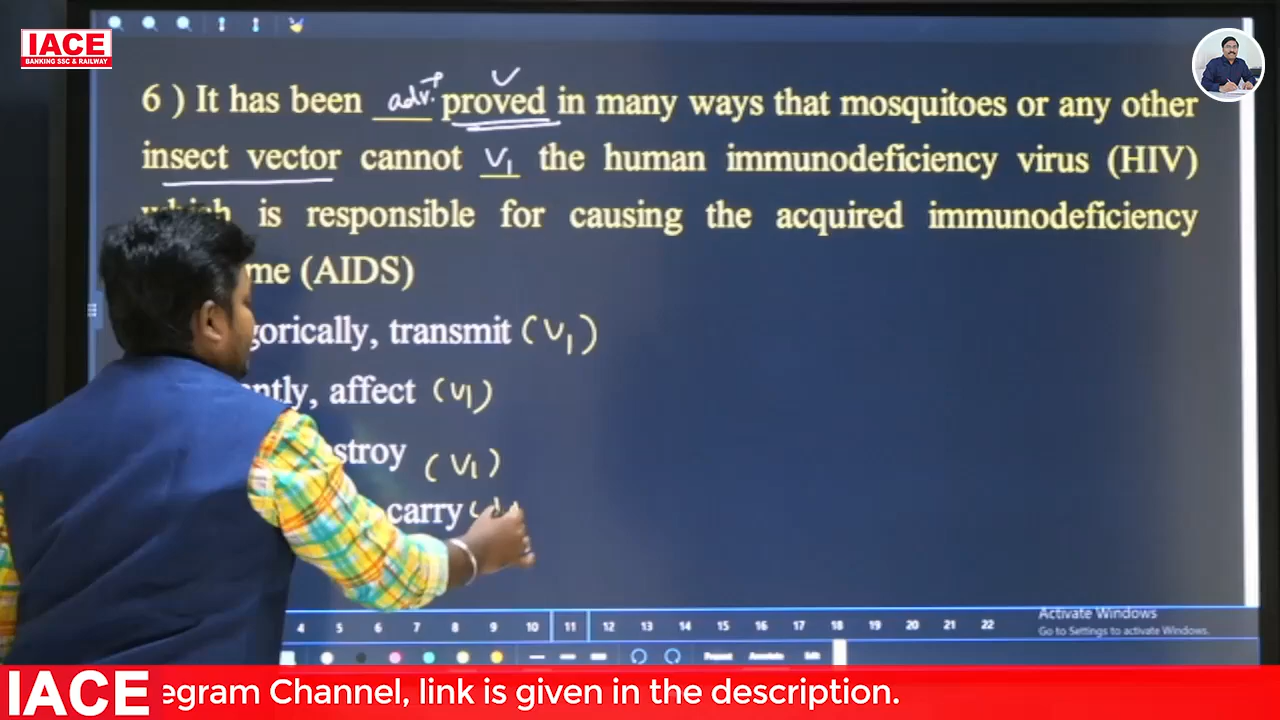 IACE
BANKING SSC & RAILWAY
6 ) It has been adv. proved in many ways that mosquitoes or any other
V
insect vector cannot V1 the human immunodeficiency virus (HIV)
which is responsible for causing the acquired immunodeficiency
(AIDS)
transmit (V1)
affect (V1)
(V1)
carry
4 5 6 7 8 9 10 11 12 13 14 15 16 17 18 19 20 21 22
Activate Windows
Go to Settings to activate Windows.
IACE egram Channel, link is given in the description.